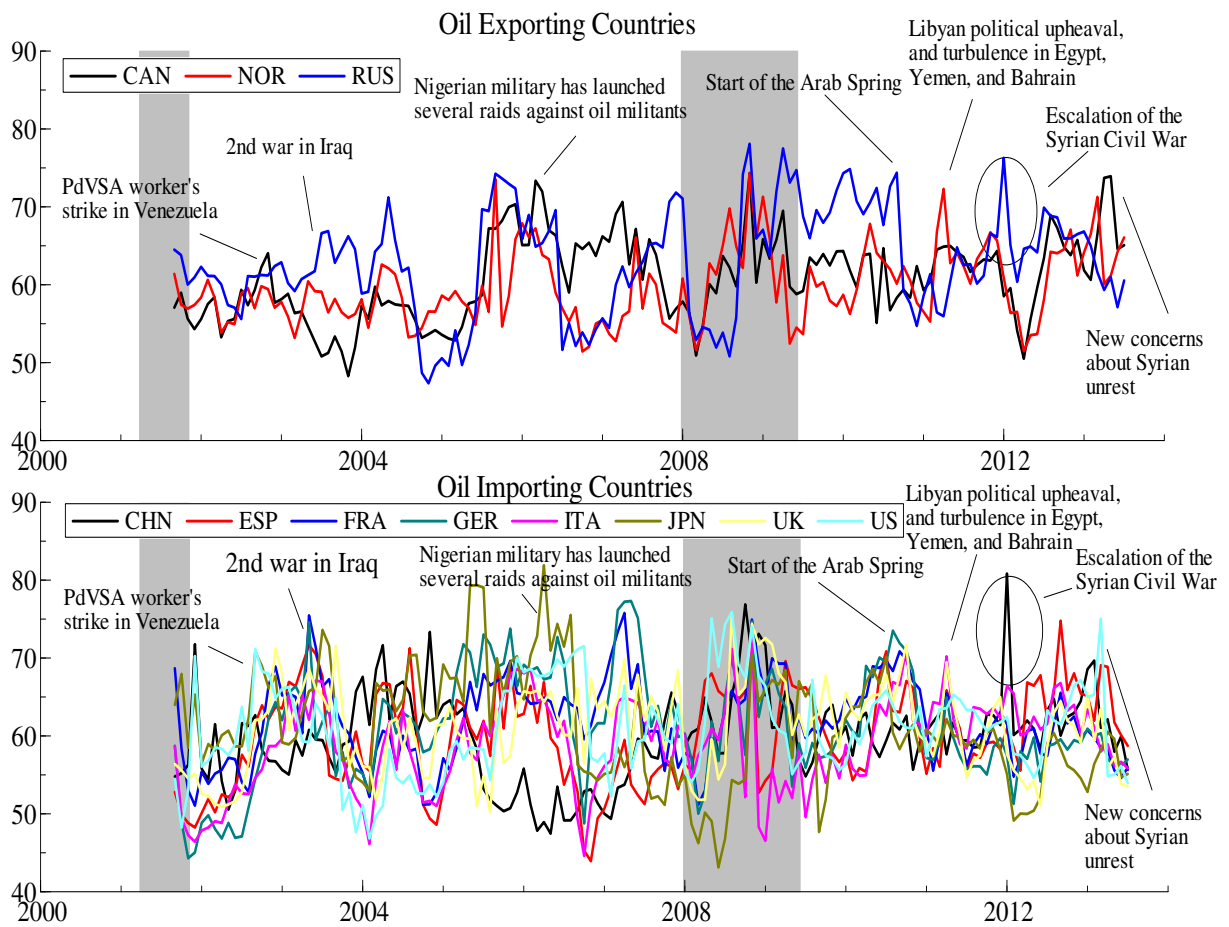 Oil Exporting Countries
90
80
70
60
50
40
CAN NOR RUS
PdVSA worker's
strike in Venezuela
2nd war in Iraq
Nigerian military has launched
several raids against oil militants
Start of the Arab Spring
Libyan political upheaval,
and turbulence in Egypt,
Yemen, and Bahrain
Escalation of the
Syrian Civil War
New concerns
about Syrian
unrest
2000 2004 2008 2012
Oil Importing Countries
90
80
70
60
50
40
CHN ESP FRA GER ITA JPN UK US
PdVSA worker's
strike in Venezuela
2nd war in Iraq
Nigerian military has launched
several raids against oil militants
Start of the Arab Spring
Libyan political upheaval,
and turbulence in Egypt,
Yemen, and Bahrain
Escalation of the
Syrian Civil War
New concerns
about Syrian
unrest
2000 2004 2008 2012